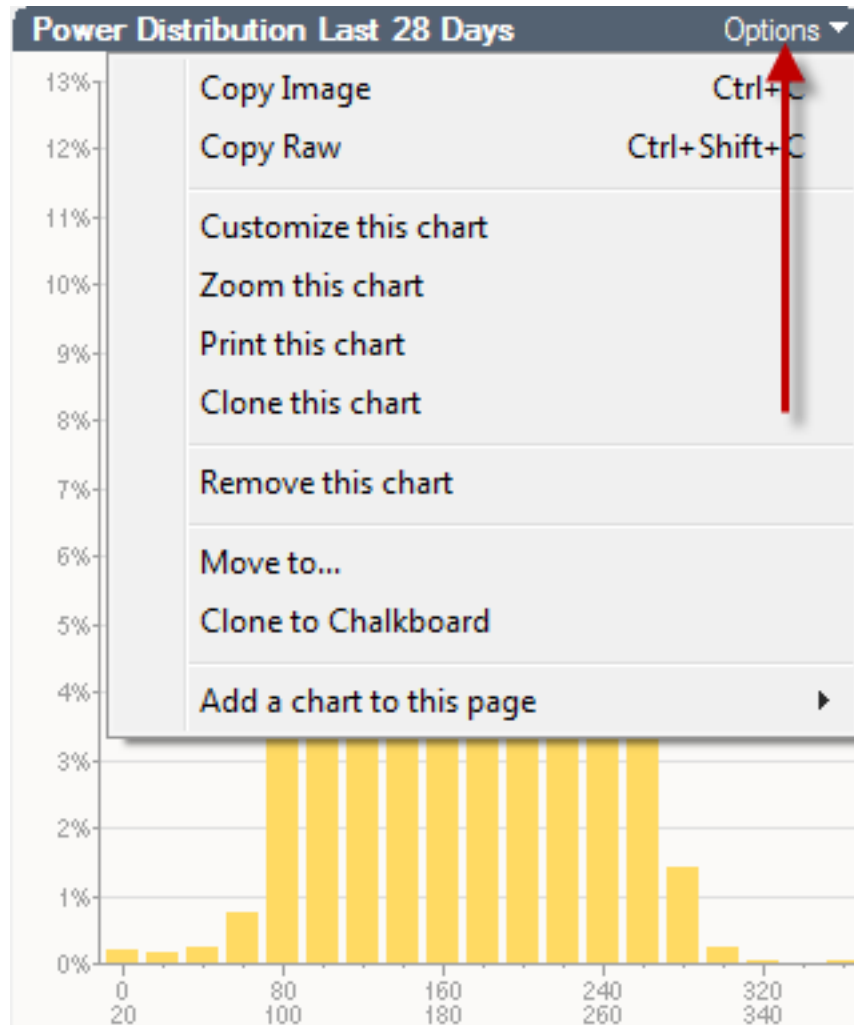 Power Distribution Last 28 Days Options
13%
Copy Image Ctrl+C
12%
Copy Raw Ctrl+Shift+C
11%
Customize this chart
10%
Zoom this chart
9%
Print this chart
8%
Clone this chart
7%
Remove this chart
6%
Move to...
5%
Clone to Chalkboard
4%
Add a chart to this page
3%
2%
1%
0%
0 80 160 240 320
20 100 180 260 340